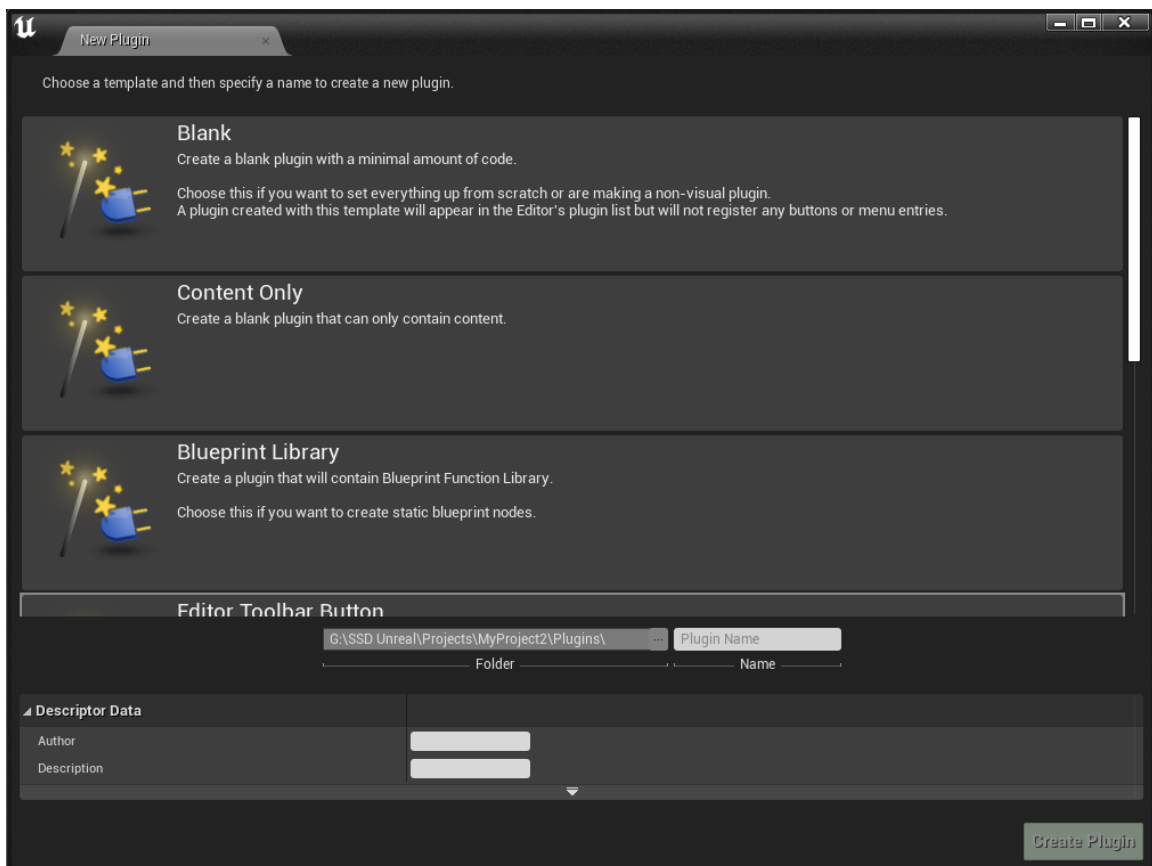 New Plugin
Choose a template and then specify a name to create a new plugin.
Blank
Create a blank plugin with a minimal amount of code.
Choose this if you want to set everything up from scratch or are making a non-visual plugin.
A plugin created with this template will appear in the Editor's plugin list but will not register any buttons or menu entries.
Content Only
Create a blank plugin that can only contain content.
Blueprint Library
Create a plugin that will contain Blueprint Function Library.
Choose this if you want to create static blueprint nodes.
Editor Toolbar Button
G:\SSD Unreal\Projects\MyProject2\Plugins\ ... Plugin Name
Folder Name
Descriptor Data
Author
Description
Create Plugin